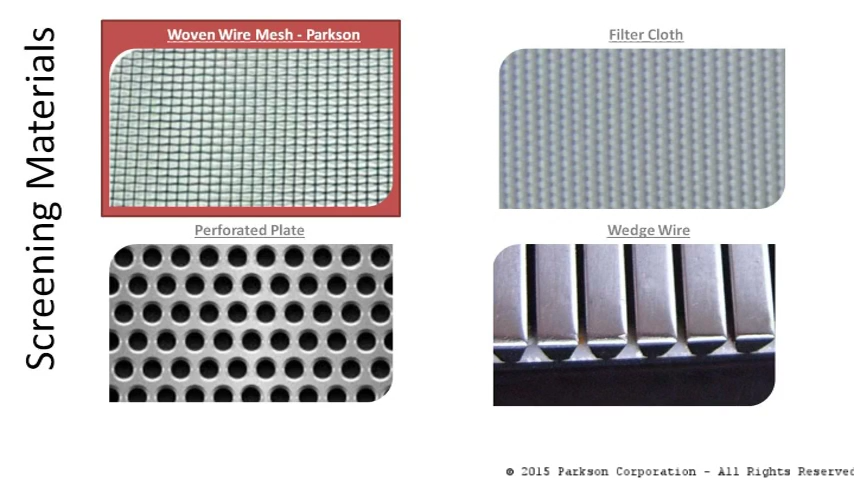 Screening Materials
Woven Wire Mesh - Parkson
Filter Cloth
Perforated Plate
Wedge Wire
© 2015 Parkson Corporation - All Rights Reserved